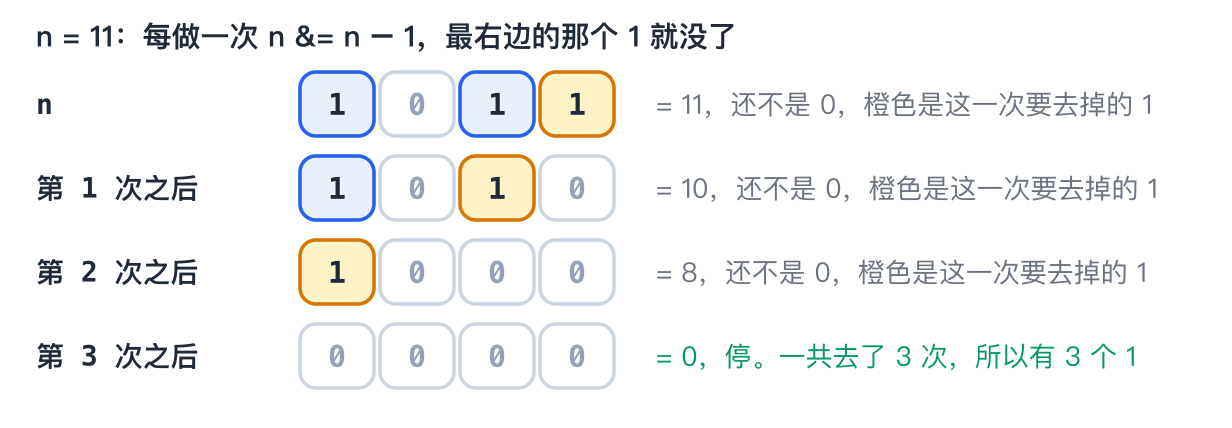 n = 11：每做一次 n &= n − 1，最右边的那个 1 就没了
n 1 0 1 1 = 11，还不是 0，橙色是这一次要去掉的 1
第 1 次之后 1 0 1 0 = 10，还不是 0，橙色是这一次要去掉的 1
第 2 次之后 1 0 0 0 = 8，还不是 0，橙色是这一次要去掉的 1
第 3 次之后 0 0 0 0 = 0，停。一共去了 3 次，所以有 3 个 1